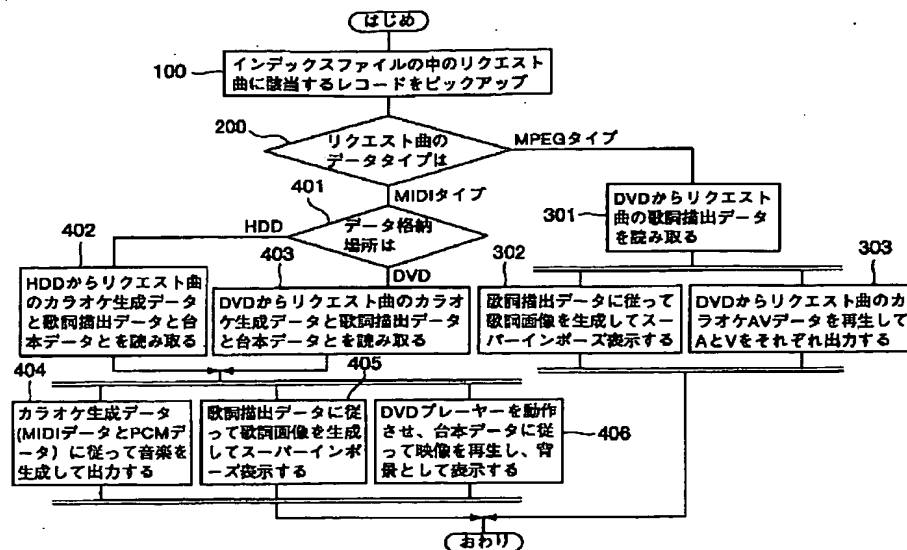 はじめ
100
インデックスファイルの中のリクエスト
曲に該当するレコードをピックアップ
200
リクエスト曲の
データタイプは
MPEGタイプ
MIDIタイプ
401
データ格納
場所は
HDD
DVD
301
DVDからリクエスト
曲の歌詞描出データ
を読み取る
402
HDDからリクエスト曲
のカラオケ生成データ
と歌詞描出データと台
本データとを読み取る
403
DVDからリクエスト曲のカラオ
ケ生成データと歌詞描出データ
と台本データとを読み取る
302
歌詞描出データに従って
歌詞画像を生成してスー
パーインポーズ表示する
303
DVDからリクエスト曲のカ
ラオケAVデータを再生して
AとVをそれぞれ出力する
404
カラオケ生成データ
(MIDIデータとPCMデ
ータ)に従って音楽を
生成して出力する
405
歌詞描出データに従
って歌詞画像を生成
してスーパーインポ
ーズ表示する
406
DVDプレーヤーを動作
させ、台本データに従
って映像を再生し、背
景として表示する
おわり